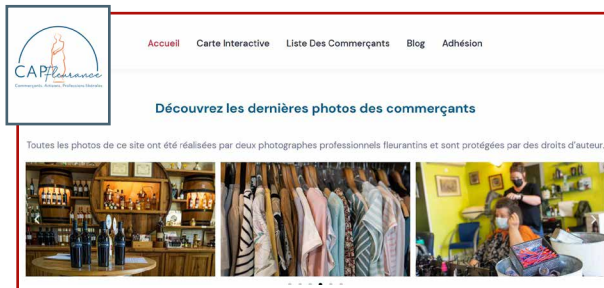 CAP Fleurance
Commerçants, Artisans, Professions libérales
Accueil Carte Interactive Liste Des Commerçants Blog Adhésion
Découvrez les dernières photos des commerçants
Toutes les photos de ce site ont été réalisées par deux photographes professionnels fleurantins et sont protégées par des droits d'auteur.